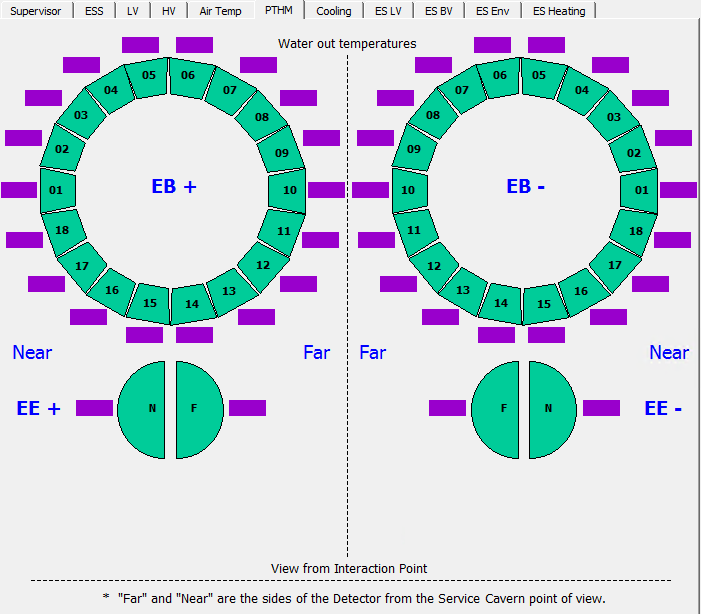 Supervisor ESS LV HV Air Temp PTHM Cooling ES LV ES BV ES Env ES Heating
Water out temperatures
05 06 06 05
04 07 07 04
03 08 08 03
02 09 09 02
EB + EB -
01 10 10 01
18 11 11 18
17 12 12 17
16 13 13 16
15 14 14 15
Near Far Far Near
EE + N F F N EE -
View from Interaction Point
* "Far" and "Near" are the sides of the Detector from the Service Cavern point of view.